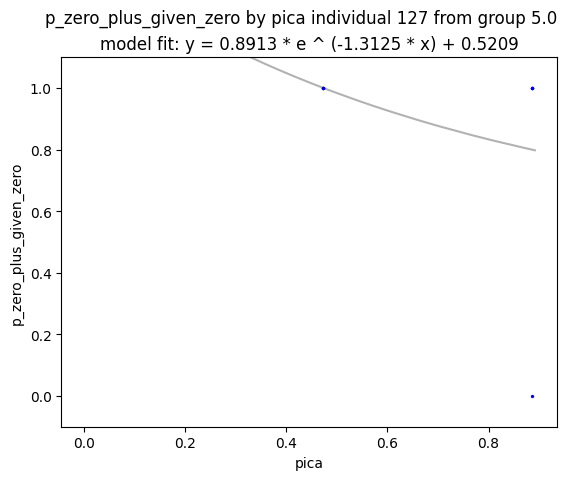 p_zero_plus_given_zero by pica individual 127 from group 5.0
model fit: y = 0.8913 * e ^ (-1.3125 * x) + 0.5209
1.0
0.8
0.6
0.4
0.2
0.0
p_zero_plus_given_zero
0.0 0.2 0.4 0.6 0.8
pica